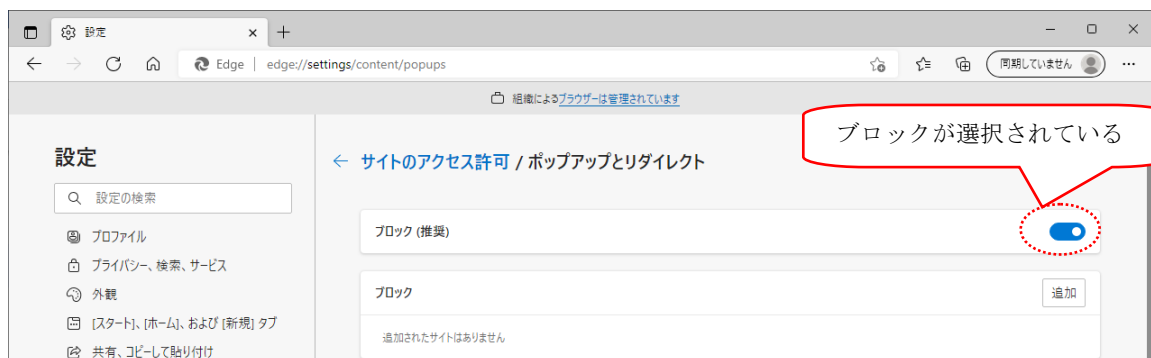 設定
Edge edge://settings/content/popups
同期していません
組織によるブラウザーは管理されています
ブロックが選択されている
設定
サイトのアクセス許可 / ポップアップとリダイレクト
設定の検索
ブロック (推奨)
プロファイル
プライバシー、検索、サービス
外観
ブロック
追加
[スタート]、[ホーム]、および [新規] タブ
追加されたサイトはありません
共有、コピーして貼り付け